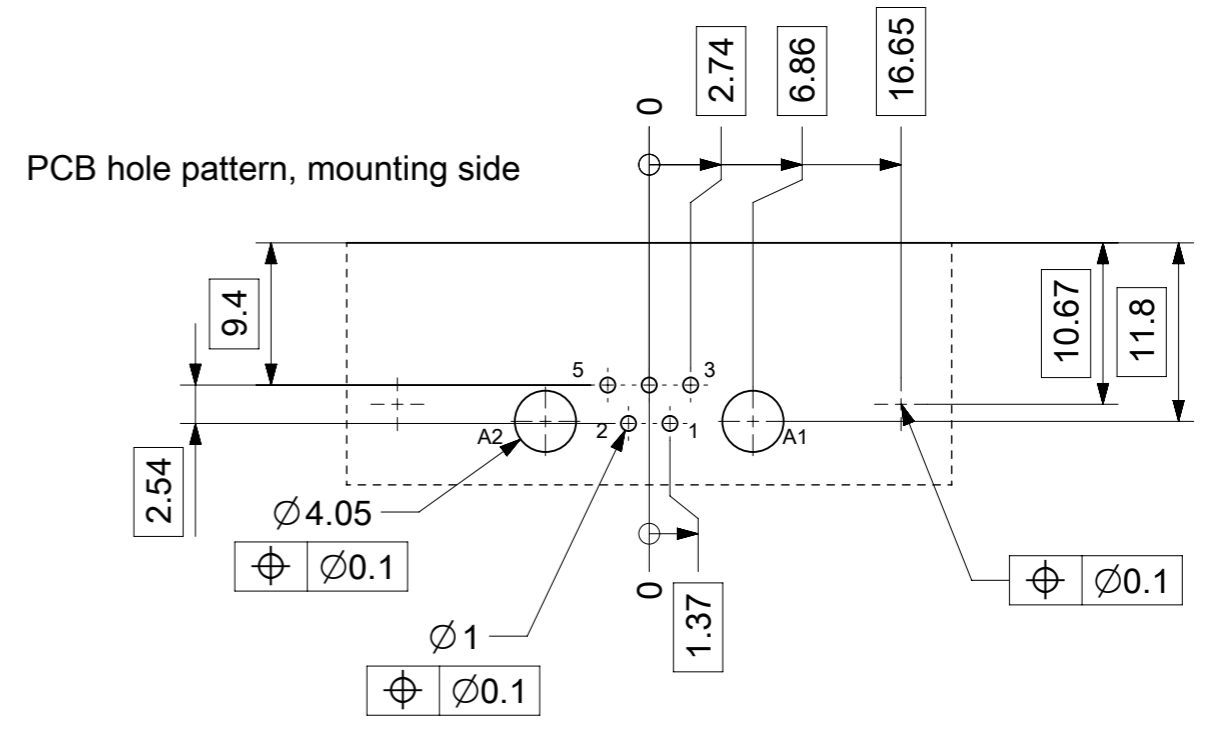 0
2.74
6.86
16.65
PCB hole pattern, mounting side
9.4
10.67
11.8
5
3
A2
2
1
A1
2.54
Ø4.05
⌖ Ø0.1
0
1.37
⌖ Ø0.1
Ø1
⌖ Ø0.1